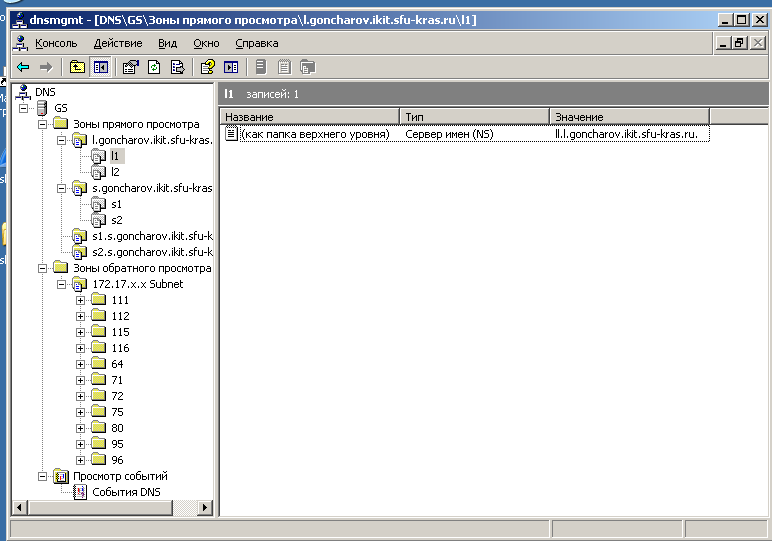 dnsmgmt - [DNS\GS\Зоны прямого просмотра\l.goncharov.ikit.sfu-kras.ru\l1]
Консоль Действие Вид Окно Справка
DNS
GS
Зоны прямого просмотра
l.goncharov.ikit.sfu-kras.
l1
l2
s.goncharov.ikit.sfu-kras
s1
s2
s1.s.goncharov.ikit.sfu-k
s2.s.goncharov.ikit.sfu-k
Зоны обратного просмотра
172.17.x.x Subnet
111
112
115
116
64
71
72
75
80
95
96
Просмотр событий
События DNS
l1 записей: 1
Название Тип Значение
(как папка верхнего уровня) Сервер имен (NS) ll.l.goncharov.ikit.sfu-kras.ru.